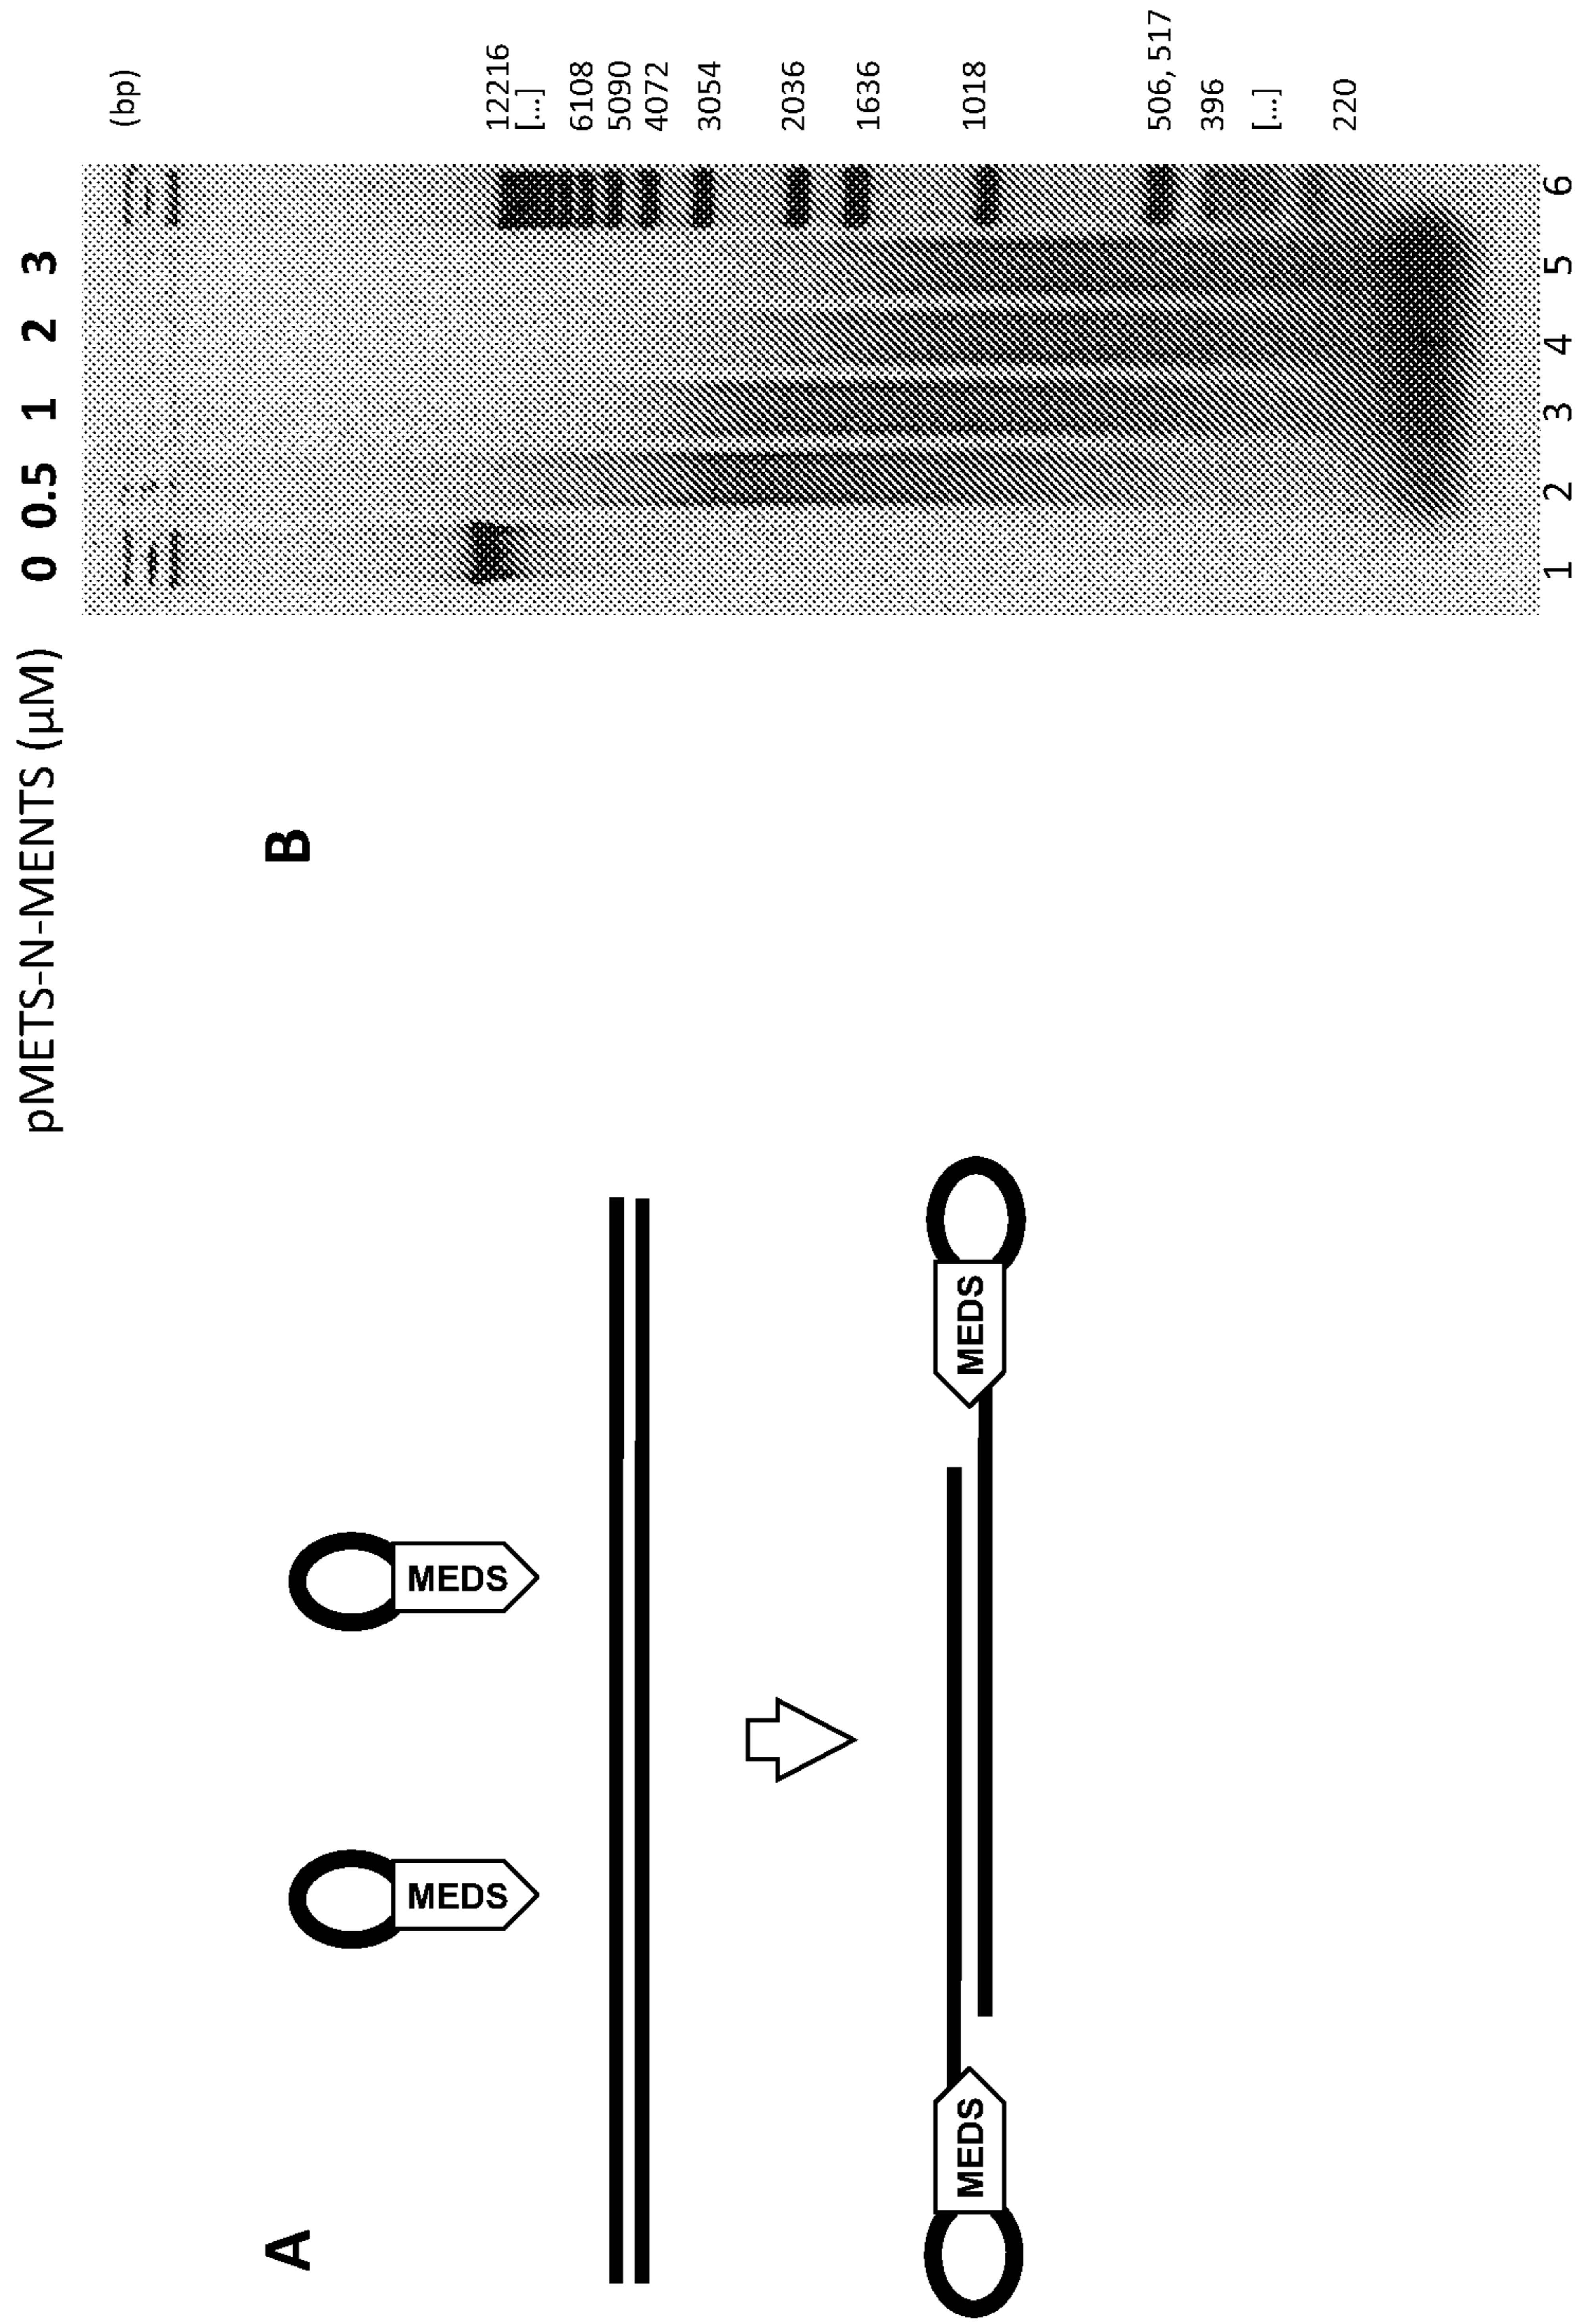 A
MEDS
MEDS
MEDS
MEDS
B
pMETS-N-MENTS (µM)
0 0.5 1 2 3
(bp)
12216
[...]
6108
5090
4072
3054
2036
1636
1018
506, 517
396
[...]
220
1 2 3 4 5 6